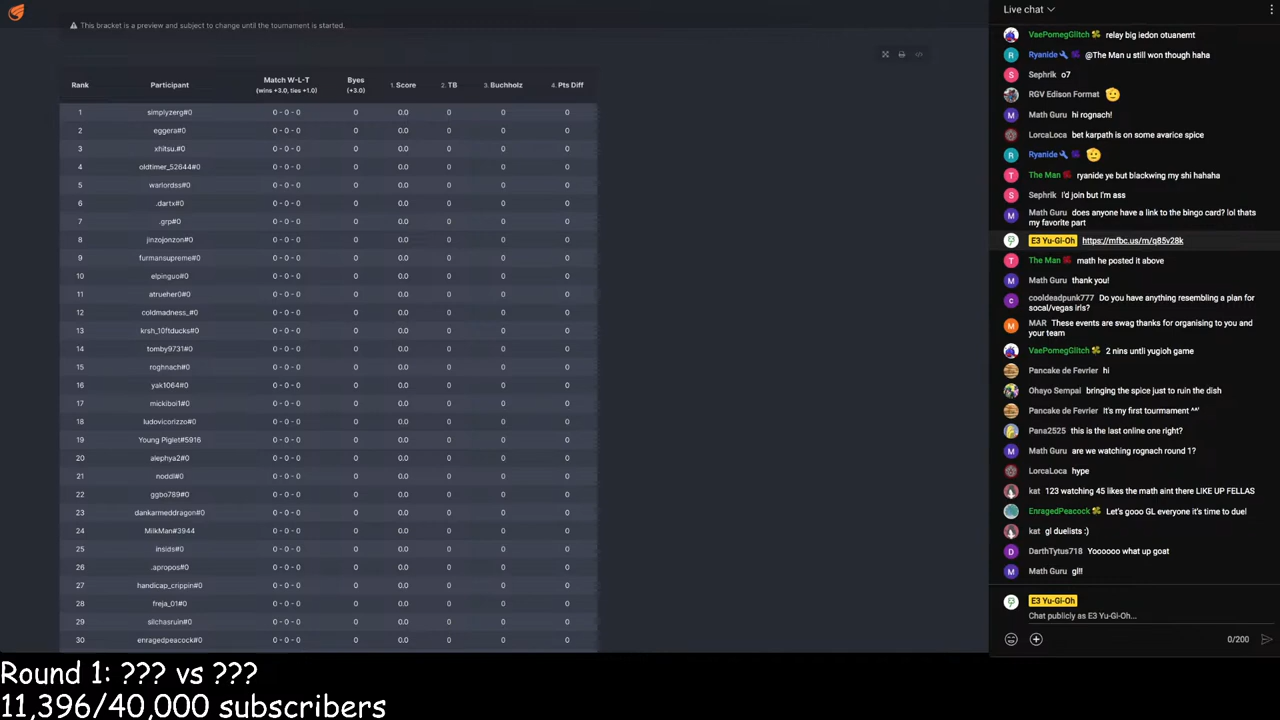 This bracket is a preview and subject to change until the tournament is started.
Rank Participant Match W-L-T Byes 1. Score 2. TB 3. Buchholz 4. Pts Diff
(wins +3.0, ties +1.0) (+3.0)
1 simplyzerg#0 0 - 0 - 0 0 0.0 0 0 0
2 eggera#0 0 - 0 - 0 0 0.0 0 0 0
3 xhitsu.#0 0 - 0 - 0 0 0.0 0 0 0
4 oldtimer_52644#0 0 - 0 - 0 0 0.0 0 0 0
5 warlordss#0 0 - 0 - 0 0 0.0 0 0 0
6 .dartx#0 0 - 0 - 0 0 0.0 0 0 0
7 .grp#0 0 - 0 - 0 0 0.0 0 0 0
8 jinzojonzon#0 0 - 0 - 0 0 0.0 0 0 0
9 furmansupreme#0 0 - 0 - 0 0 0.0 0 0 0
10 elpinguo#0 0 - 0 - 0 0 0.0 0 0 0
11 atrueher0#0 0 - 0 - 0 0 0.0 0 0 0
12 coldmadness_#0 0 - 0 - 0 0 0.0 0 0 0
13 krsh_10ftducks#0 0 - 0 - 0 0 0.0 0 0 0
14 tomby9731#0 0 - 0 - 0 0 0.0 0 0 0
15 roghnach#0 0 - 0 - 0 0 0.0 0 0 0
16 yak1064#0 0 - 0 - 0 0 0.0 0 0 0
17 mickiboi1#0 0 - 0 - 0 0 0.0 0 0 0
18 ludovicorizzo#0 0 - 0 - 0 0 0.0 0 0 0
19 Young Piglet#5916 0 - 0 - 0 0 0.0 0 0 0
20 alephya2#0 0 - 0 - 0 0 0.0 0 0 0
21 noddl#0 0 - 0 - 0 0 0.0 0 0 0
22 ggbo789#0 0 - 0 - 0 0 0.0 0 0 0
23 dankarmeddragon#0 0 - 0 - 0 0 0.0 0 0 0
24 MilkMan#3944 0 - 0 - 0 0 0.0 0 0 0
25 insids#0 0 - 0 - 0 0 0.0 0 0 0
26 .apropos#0 0 - 0 - 0 0 0.0 0 0 0
27 handicap_crippin#0 0 - 0 - 0 0 0.0 0 0 0
28 freja_01#0 0 - 0 - 0 0 0.0 0 0 0
29 silchasruin#0 0 - 0 - 0 0 0.0 0 0 0
30 enragedpeacock#0 0 - 0 - 0 0 0.0 0 0 0
Live chat
VaePomegGlitch relay big iedon otuanemt
R Ryanide @The Man u still won though haha
S Sephrik o7
RGV Edison Format
M Math Guru hi rognach!
LorcaLoca bet karpath is on some avarice spice
R Ryanide
T The Man ryanide ye but blackwing my shi hahaha
S Sephrik I'd join but I'm ass
M Math Guru does anyone have a link to the bingo card? lol thats
my favorite part
E3 Yu-Gi-Oh https://mfbc.us/m/q85v28k
T The Man math he posted it above
M Math Guru thank you!
c cooldeadpunk777 Do you have anything resembling a plan for
socal/vegas irls?
M MAR These events are swag thanks for organising to you and
your team
VaePomegGlitch 2 nins untli yugioh game
Pancake de Fevrier hi
Ohayo Sempai bringing the spice just to ruin the dish
Pancake de Fevrier It's my first tournament ^^'
Pana2525 this is the last online one right?
M Math Guru are we watching rognach round 1?
LorcaLoca hype
kat 123 watching 45 likes the math aint there LIKE UP FELLAS
EnragedPeacock Let's gooo GL everyone it's time to duel
kat gl duelists :)
D DarthTytus718 Yoooooo what up goat
M Math Guru gl!!
E3 Yu-Gi-Oh
Chat publicly as E3 Yu-Gi-Oh...
0/200
Round 1: ??? vs ???
11,396/40,000 subscribers